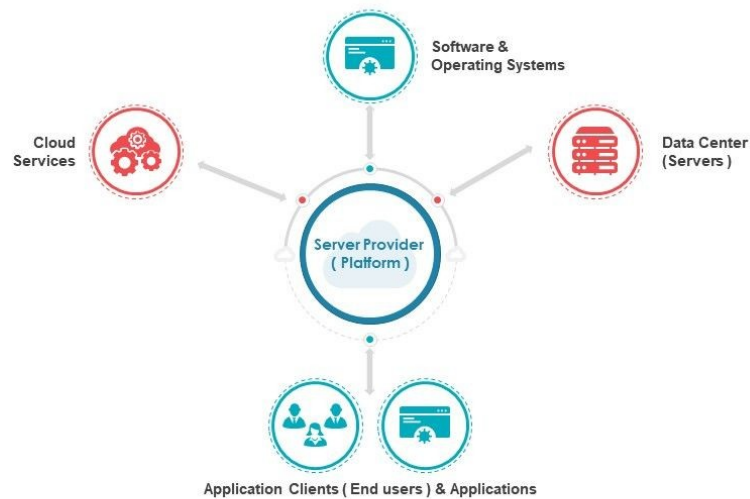 Software &
Operating Systems
Cloud
Services
Data Center
(Servers )
Server Provider
( Platform )
Application Clients ( End users ) & Applications